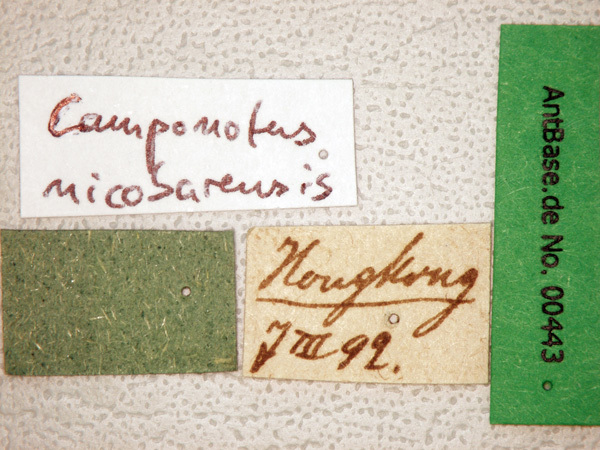 Camponotus
nicobarensis
HongKong
7 III 92.
AntBase.de No. 00443